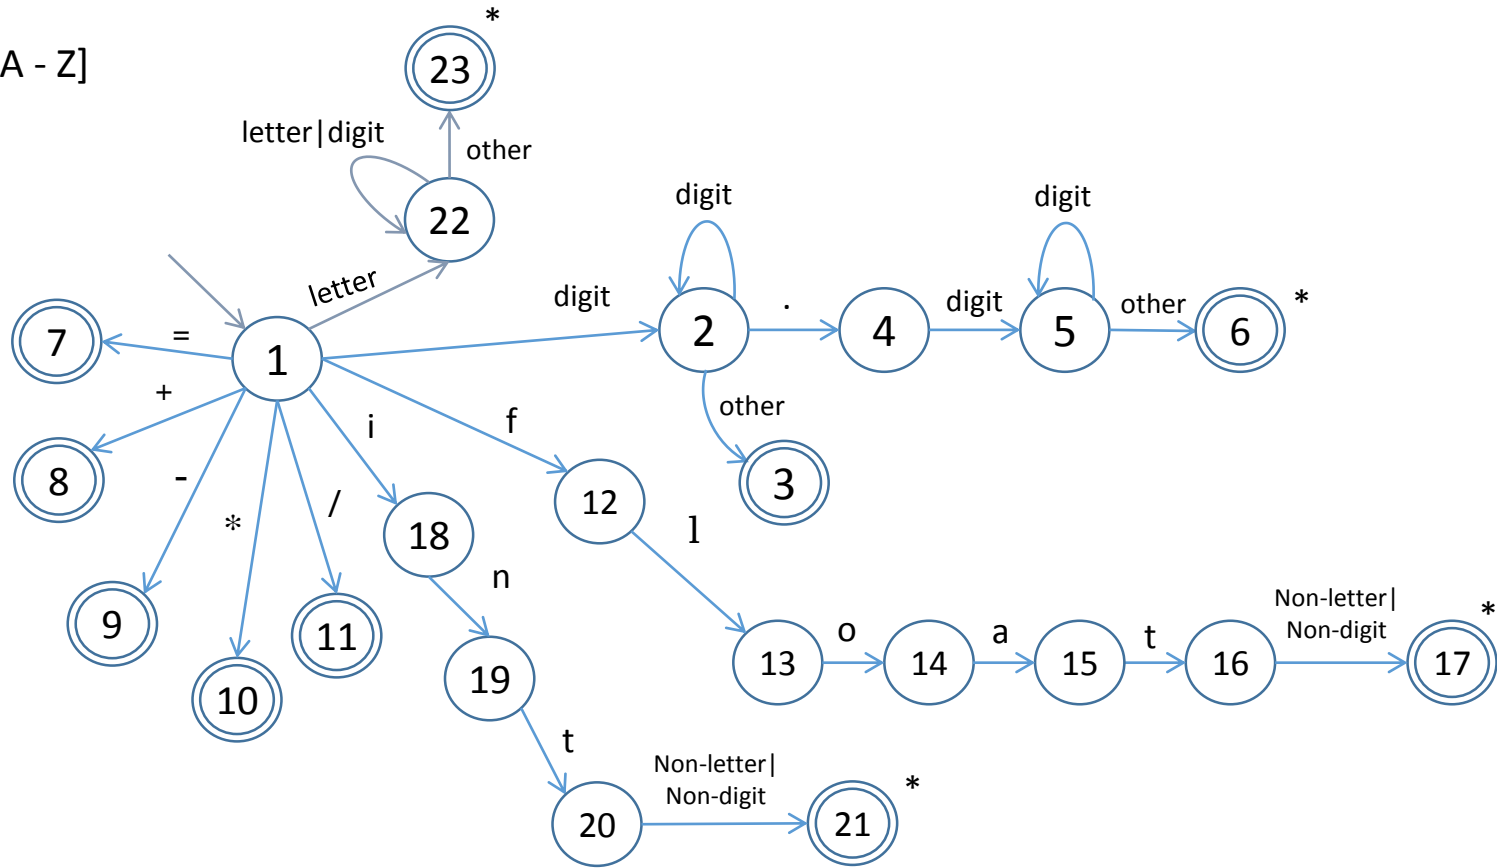 *
23
A - Z]
letter|digit
other
22
digit
digit
letter
digit
.
digit
other
*
7
=
1
2
4
5
6
+
i
f
other
8
-
*
/
18
12
3
n
l
9
11
10
19
13
o
14
a
15
t
16
Non-letter|
Non-digit
*
17
t
20
Non-letter|
Non-digit
*
21